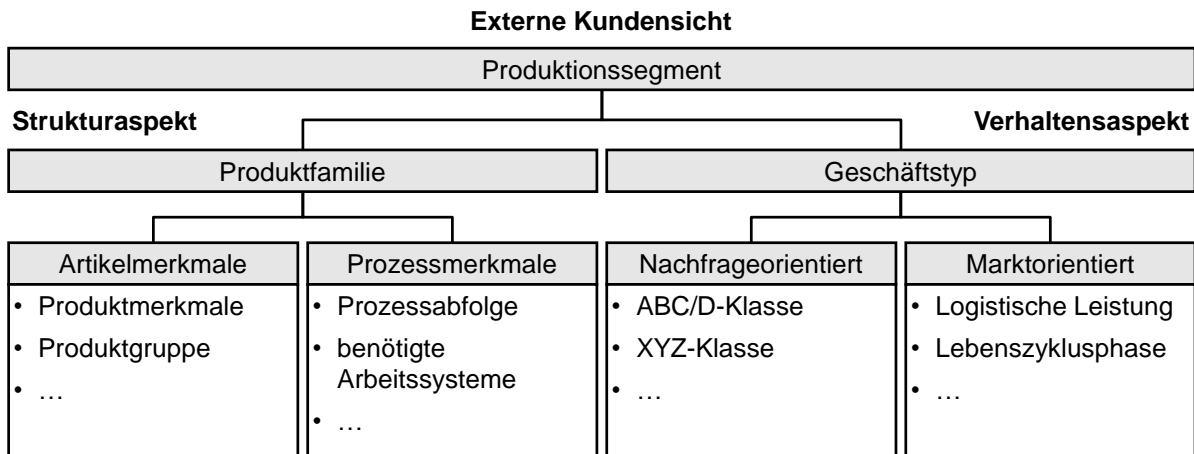 Externe Kundensicht
Produktionssegment
Strukturaspekt
Verhaltensaspekt
Produktfamilie
Geschäftstyp
Artikelmerkmale
• Produktmerkmale
• Produktgruppe
• …
Prozessmerkmale
• Prozessabfolge
• benötigte
Arbeitssysteme
• …
Nachfrageorientiert
• ABC/D-Klasse
• XYZ-Klasse
• …
Marktorientiert
• Logistische Leistung
• Lebenszyklusphase
• …